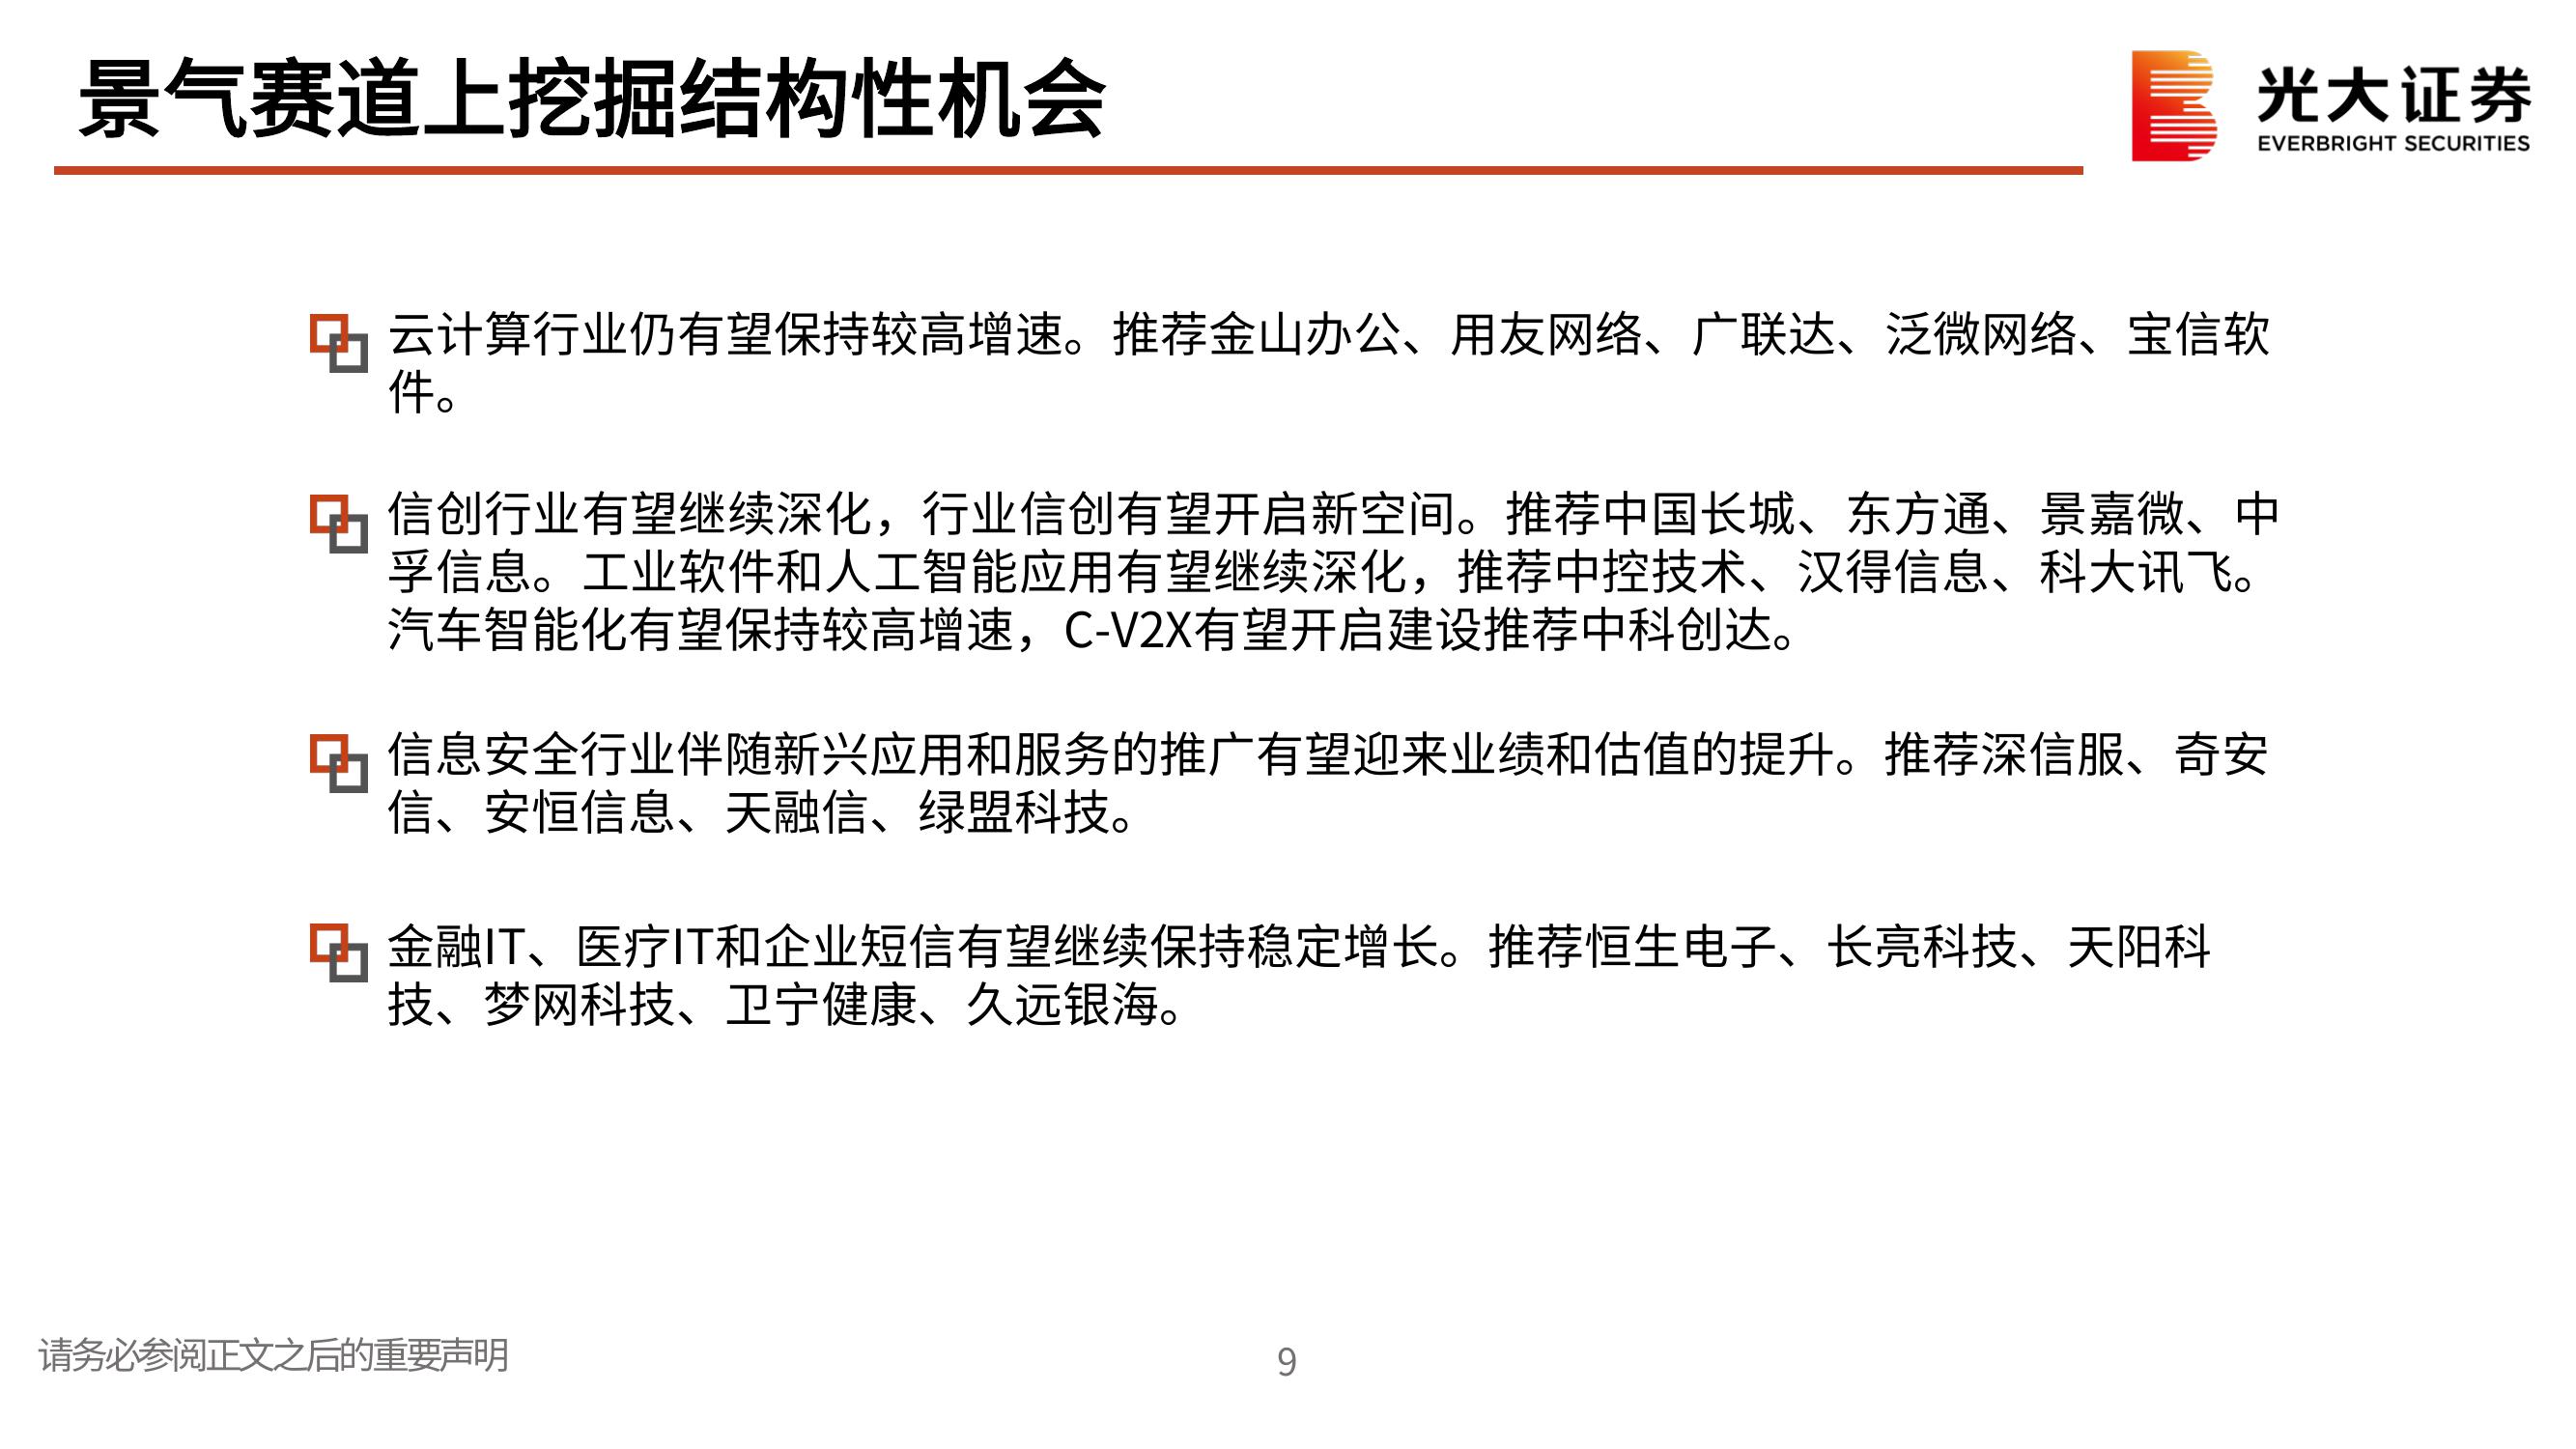 景气赛道上挖掘结构性机会
光大证券
EVERBRIGHT SECURITIES
云计算行业仍有望保持较高增速。推荐金山办公、用友网络、广联达、泛微网络、宝信软
件。
信创行业有望继续深化，行业信创有望开启新空间。推荐中国长城、东方通、景嘉微、中
孚信息。工业软件和人工智能应用有望继续深化，推荐中控技术、汉得信息、科大讯飞。
汽车智能化有望保持较高增速，C-V2X有望开启建设推荐中科创达。
信息安全行业伴随新兴应用和服务的推广有望迎来业绩和估值的提升。推荐深信服、奇安
信、安恒信息、天融信、绿盟科技。
金融IT、医疗IT和企业短信有望继续保持稳定增长。推荐恒生电子、长亮科技、天阳科
技、梦网科技、卫宁健康、久远银海。
请务必参阅正文之后的重要声明
9